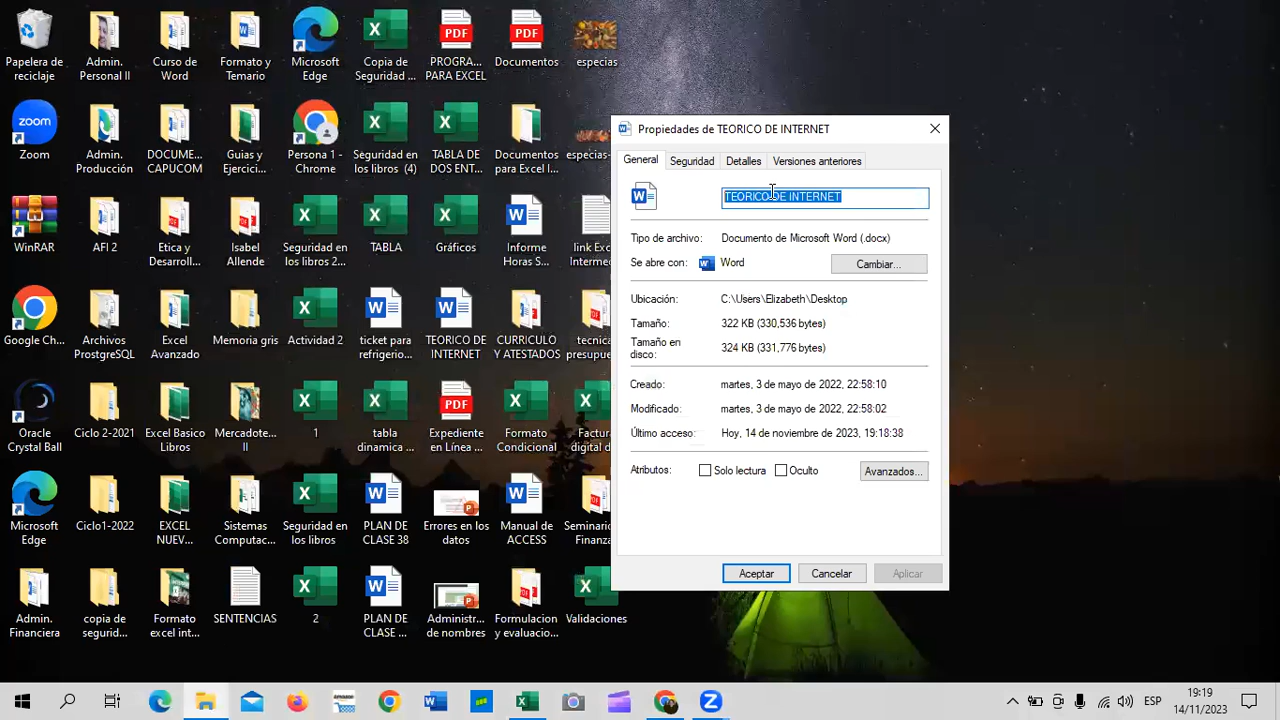 Papelera de
reciclaje
Admin.
Personal II
Curso de
Word
Formato y
Temario
Microsoft
Edge
Copia de
Seguridad ...
PDF
PROGRA...
PARA EXCEL
PDF
Documentos
especias
zoom
Zoom
Admin.
Producción
DOCUME...
CAPUCOM
Guias y
Ejercici...
Persona 1 -
Chrome
Seguridad en
los libros (4)
TABLA DE
DOS ENT...
Documentos
para Excel I...
especias-...
WinRAR
AFI 2
Etica y
Desarroll...
Isabel
Allende
Seguridad en
los libros 2...
TABLA
Gráficos
Informe
Horas S...
link Exc...
Intermed...
Google Ch...
Archivos
ProstgreSQL
Excel
Avanzado
Memoria gris
Actividad 2
ticket para
refrigerio...
TEORICO DE
INTERNET
CURRICULO
Y ATESTADOS
tecnica...
presupue...
Oracle
Crystal Ball
Ciclo 2-2021
Excel Basico
Libros
Mercadote...
II
1
tabla
dinamica ...
PDF
Expediente
en Línea ...
Formato
Condicional
Factura...
digital d...
Microsoft
Edge
Ciclo1-2022
EXCEL
NUEV...
Sistemas
Computac...
Seguridad en
los libros
PLAN DE
CLASE 38
Errores en los
datos
Manual de
ACCESS
Seminario
Finanza...
Admin.
Financiera
copia de
segurid...
Formato
excel int...
SENTENCIAS
2
PLAN DE
CLASE ...
Administr...
de nombres
Formulacion
y evaluacio...
Validaciones
Propiedades de TEORICO DE INTERNET
General Seguridad Detalles Versiones anteriores
TEORICO DE INTERNET
Tipo de archivo: Documento de Microsoft Word (.docx)
Se abre con: Word Cambiar...
Ubicación: C:\Users\Elizabeth\Desktop
Tamaño: 322 KB (330,536 bytes)
Tamaño en
disco: 324 KB (331,776 bytes)
Creado: martes, 3 de mayo de 2022, 22:58:10
Modificado: martes, 3 de mayo de 2022, 22:58:02
Último acceso: Hoy, 14 de noviembre de 2023, 19:18:38
Atributos: Solo lectura Oculto Avanzados...
Aceptar Cancelar Aplicar
ESP
19:19
14/11/2023